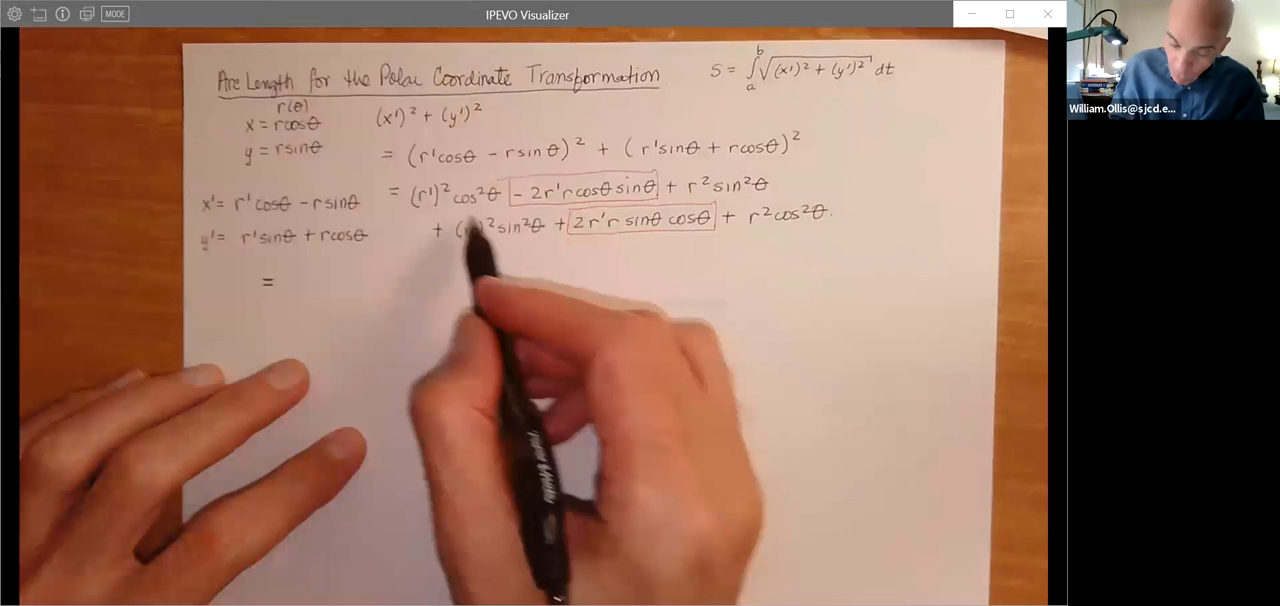 IPEVO Visualizer
MODE
William.Ollis@sjcd.e...
Arc Length for the Polar Coordinate Transformation
S = ∫ₐᵇ √((x')² + (y')²) dt
r(θ)
x = rcosθ
y = rsinθ
x' = r'cosθ - rsinθ
y' = r'sinθ + rcosθ
(x')² + (y')²
= (r'cosθ - rsinθ)² + (r'sinθ + rcosθ)²
= (r')²cos²θ - 2r'rcosθsinθ + r²sin²θ
+ ( )²sin²θ + 2r'r sinθ cosθ + r²cos²θ.
=